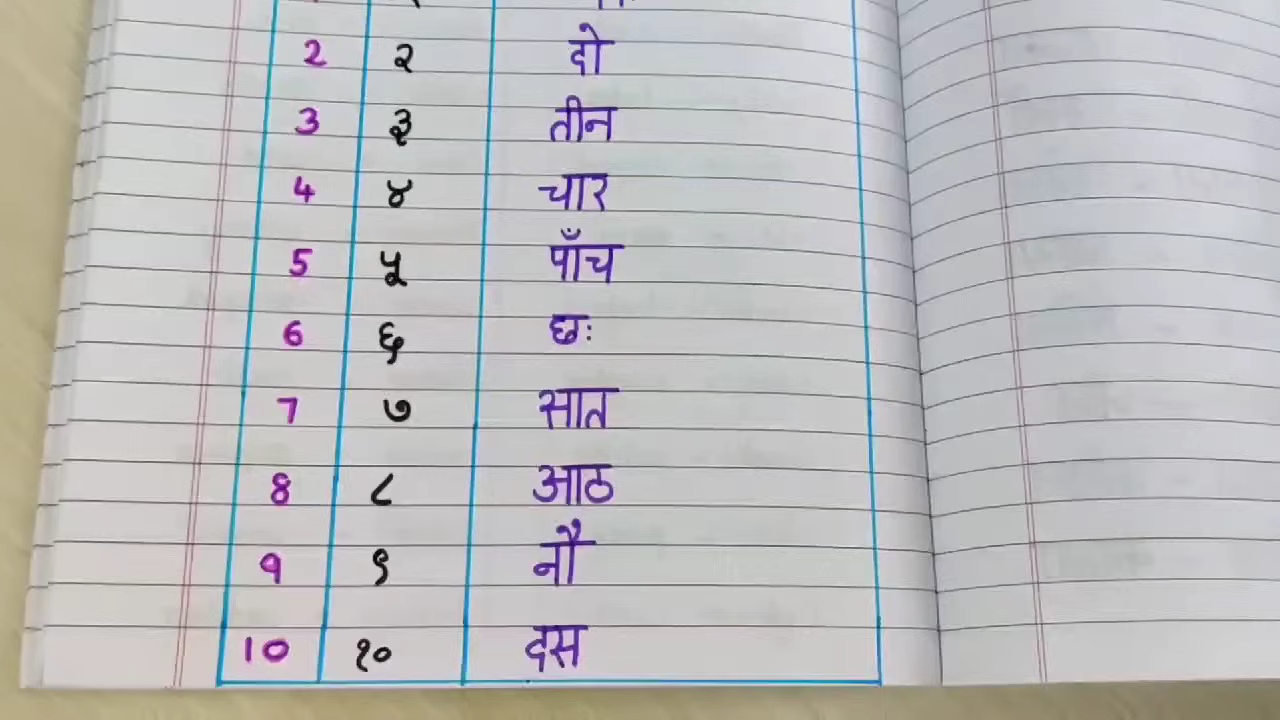 2 २ दो
3 ३ तीन
4 ४ चार
5 ५ पाँच
6 ६ छः
7 ७ सात
8 ८ आठ
9 ९ नौ
10 १० दस